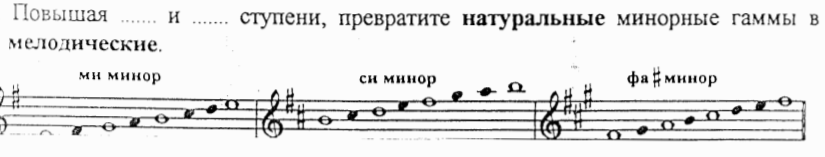 Повышая ....... и ....... ступени, превратите натуральные минорные гаммы в
мелодические.
ми минор си минор фа♯минор